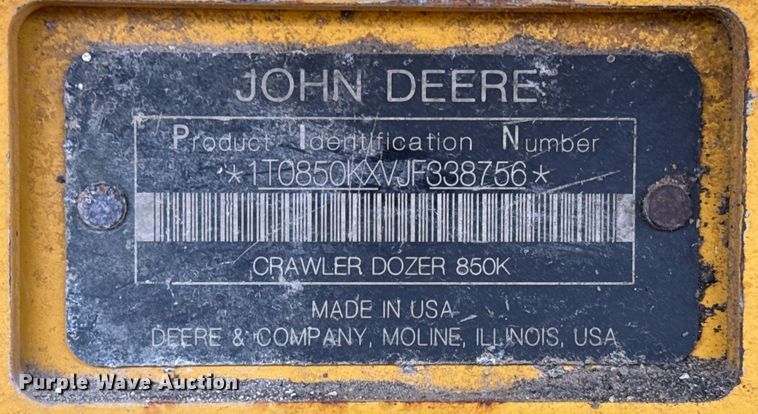 JOHN DEERE
Product Identification Number
*1T0850KXVJF338756*
CRAWLER DOZER 850K
MADE IN USA
DEERE & COMPANY, MOLINE, ILLINOIS, USA
Purple Wave Auction